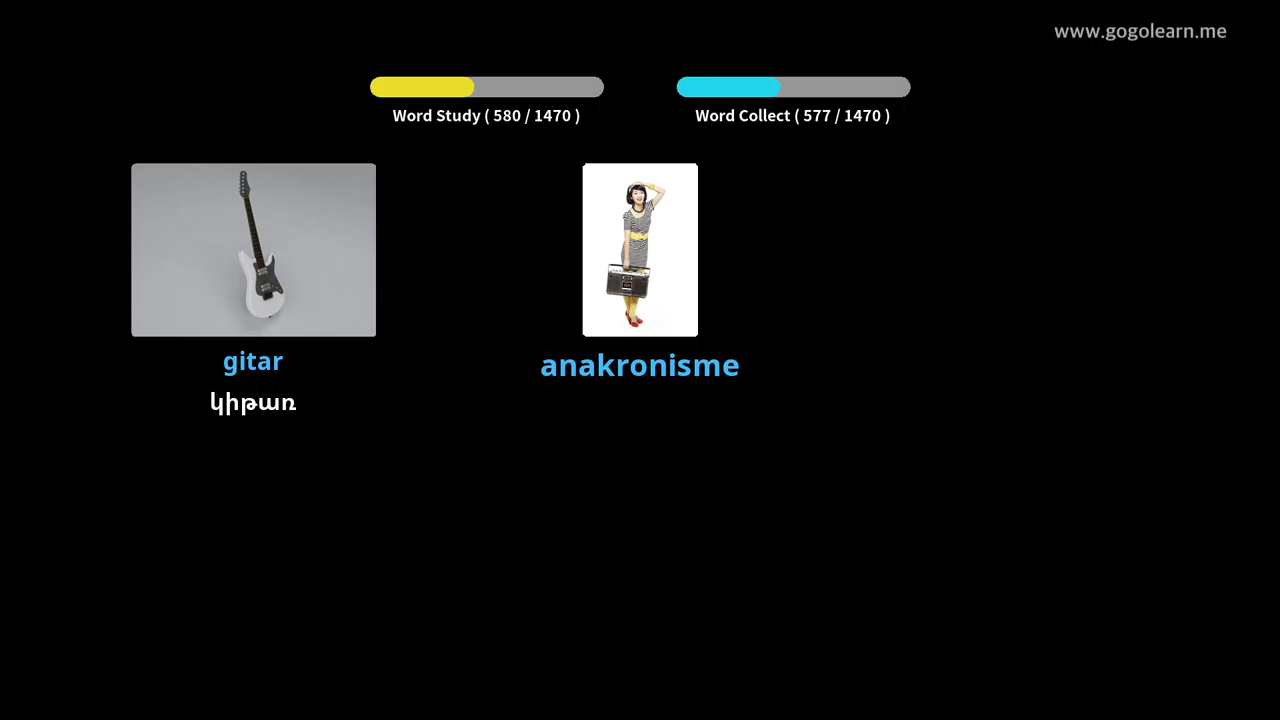 www.gogolearn.me
Word Study ( 580 / 1470 )
Word Collect ( 577 / 1470 )
gitar
կիթառ
anakronisme